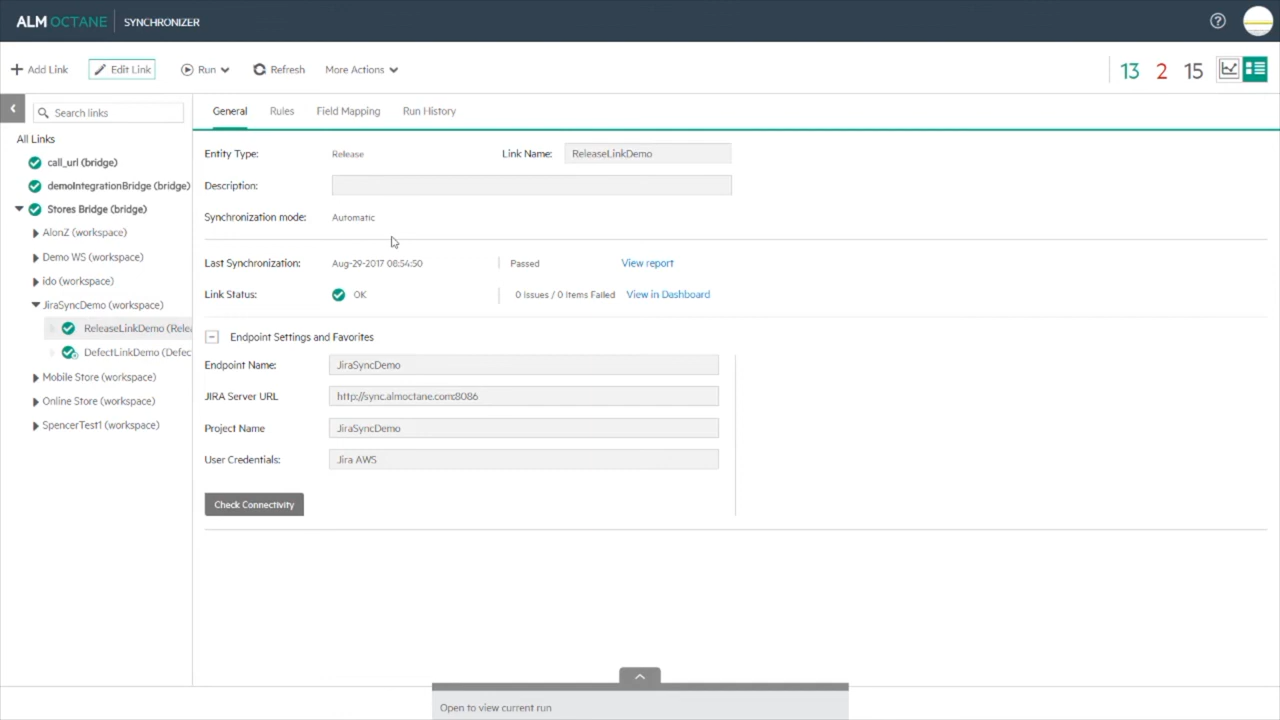 ALM OCTANE SYNCHRONIZER
Add Link Edit Link Run Refresh More Actions 13 2 15
Search links
General Rules Field Mapping Run History
All Links
call_url (bridge)
demoIntegrationBridge (bridge)
Stores Bridge (bridge)
AlonZ (workspace)
Demo WS (workspace)
ido (workspace)
JiraSyncDemo (workspace)
ReleaseLinkDemo (Relea
DefectLinkDemo (Defec
Mobile Store (workspace)
Online Store (workspace)
SpencerTest1 (workspace)
Entity Type: Release Link Name: ReleaseLinkDemo
Description:
Synchronization mode: Automatic
Last Synchronization: Aug-29-2017 08:54:50 Passed View report
Link Status: OK 0 Issues / 0 Items Failed View in Dashboard
Endpoint Settings and Favorites
Endpoint Name: JiraSyncDemo
JIRA Server URL http://sync.almoctane.com:8086
Project Name JiraSyncDemo
User Credentials: Jira AWS
Check Connectivity
Open to view current run